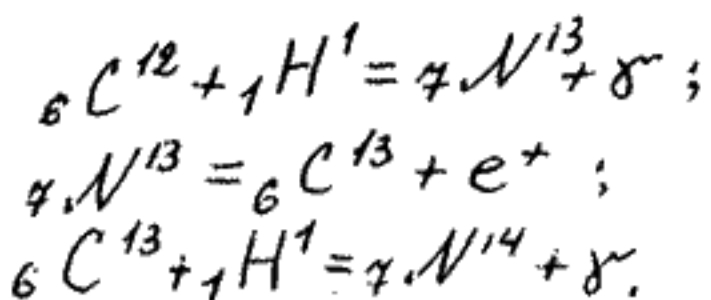 ₆C¹² + ₁H¹ = ₇N¹³ + γ ;
₇N¹³ = ₆C¹³ + e⁺ ;
₆C¹³ + ₁H¹ = ₇N¹⁴ + γ.